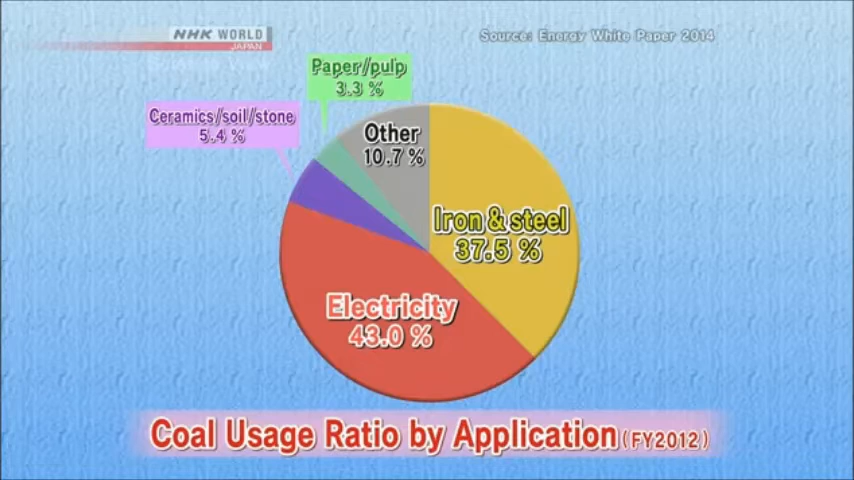 NHK WORLD
JAPAN
Source: Energy White Paper 2014
Paper/pulp
3.3 %
Ceramics/soil/stone
5.4 %
Other
10.7 %
Iron & steel
37.5 %
Electricity
43.0 %
Coal Usage Ratio by Application (FY2012)